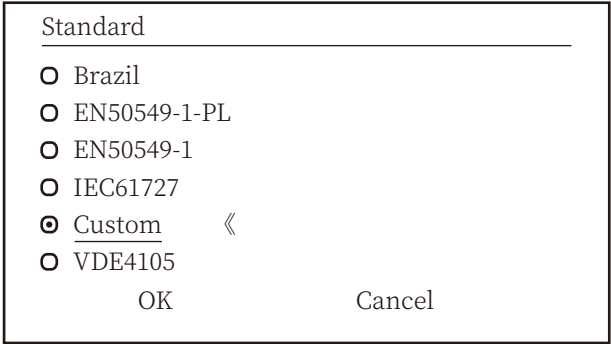 Standard
Brazil
EN50549-1-PL
EN50549-1
IEC61727
Custom 《
VDE4105
OK Cancel